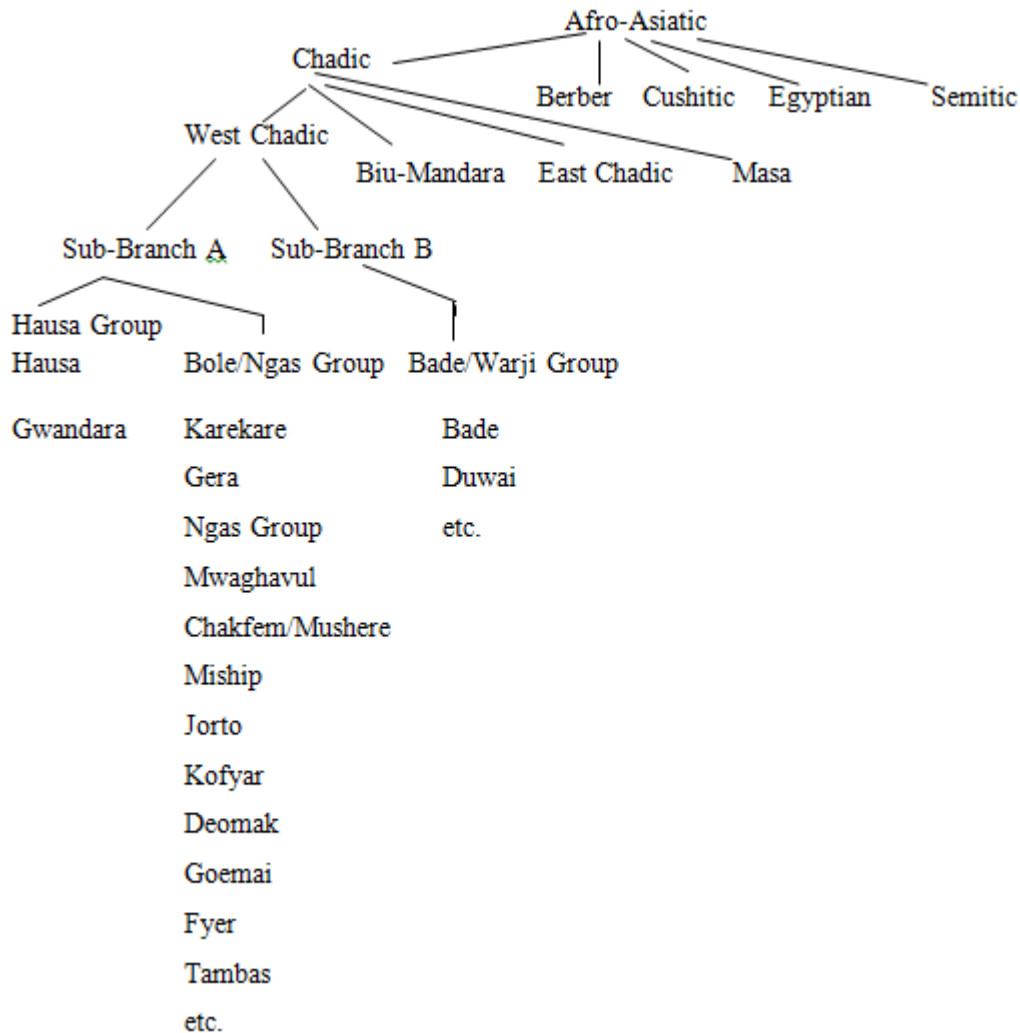 Afro-Asiatic
Chadic
Berber Cushitic Egyptian Semitic
West Chadic
Biu-Mandara East Chadic Masa
Sub-Branch A Sub-Branch B
Hausa Group
Hausa Bole/Ngas Group Bade/Warji Group
Gwandara Karekare Bade
Gera Duwai
Ngas Group etc.
Mwaghavul
Chakfem/Mushere
Miship
Jorto
Kofyar
Deomak
Goemai
Fyer
Tambas
etc.